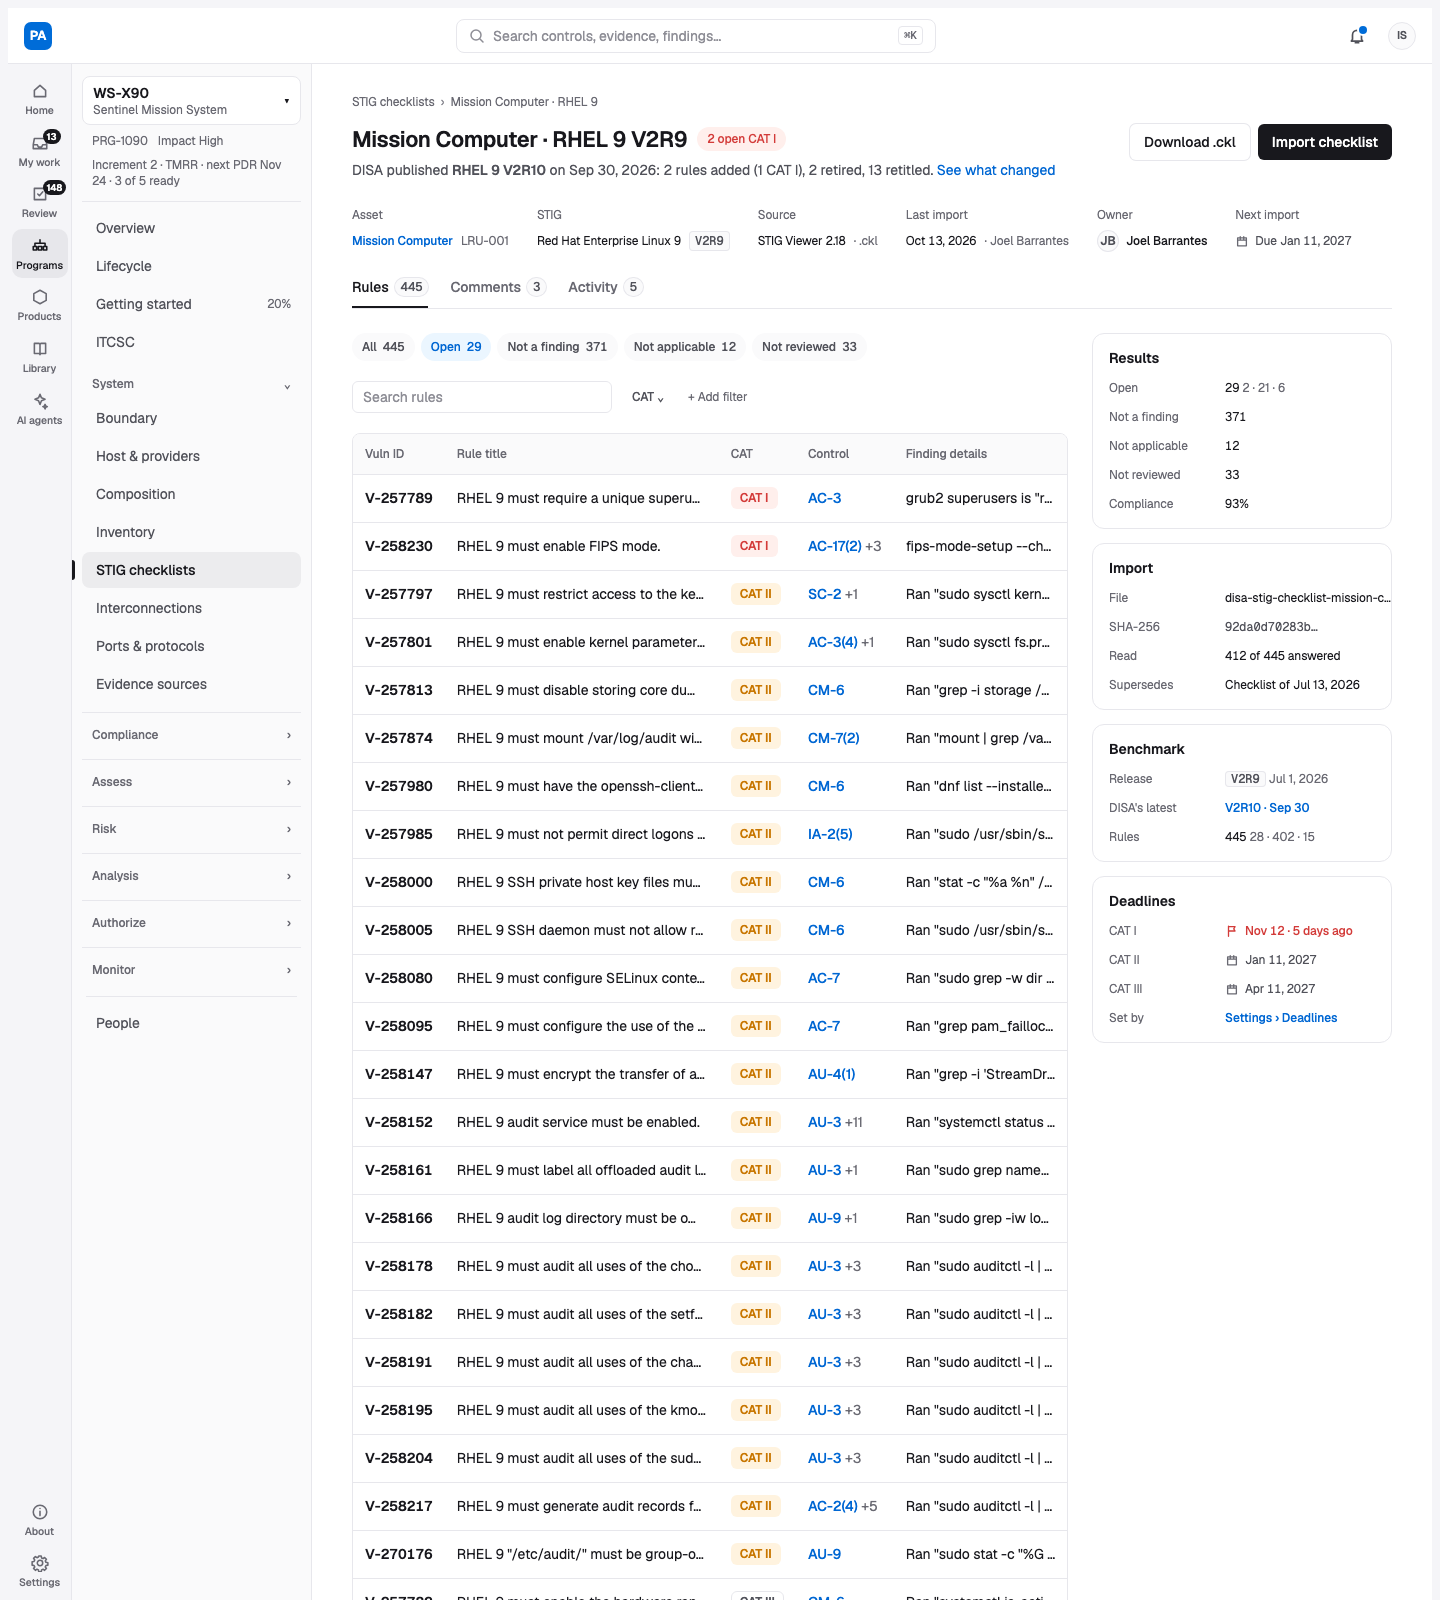 PA
Search controls, evidence, findings...
⌘K
IS
Home
13
My work
148
Review
Programs
Products
Library
AI agents
About
Settings
WS-X90
Sentinel Mission System
PRG-1090 Impact High
Increment 2 · TMRR · next PDR Nov
24 · 3 of 5 ready
Overview
Lifecycle
Getting started 20%
ITCSC
System
Boundary
Host & providers
Composition
Inventory
STIG checklists
Interconnections
Ports & protocols
Evidence sources
Compliance
Assess
Risk
Analysis
Authorize
Monitor
People
STIG checklists › Mission Computer · RHEL 9
Mission Computer · RHEL 9 V2R9 2 open CAT I
Download .ckl
Import checklist
DISA published RHEL 9 V2R10 on Sep 30, 2026: 2 rules added (1 CAT I), 2 retired, 13 retitled. See what changed
Asset STIG Source Last import Owner Next import
Mission Computer LRU-001 Red Hat Enterprise Linux 9 V2R9 STIG Viewer 2.18 · .ckl Oct 13, 2026 · Joel Barrantes JB Joel Barrantes Due Jan 11, 2027
Rules 445 Comments 3 Activity 5
All 445 Open 29 Not a finding 371 Not applicable 12 Not reviewed 33
Search rules CAT + Add filter
Vuln ID Rule title CAT Control Finding details
V-257789 RHEL 9 must require a unique superu... CAT I AC-3 grub2 superusers is "r...
V-258230 RHEL 9 must enable FIPS mode. CAT I AC-17(2) +3 fips-mode-setup --ch...
V-257797 RHEL 9 must restrict access to the ke... CAT II SC-2 +1 Ran "sudo sysctl kern...
V-257801 RHEL 9 must enable kernel parameter... CAT II AC-3(4) +1 Ran "sudo sysctl fs.pr...
V-257813 RHEL 9 must disable storing core du... CAT II CM-6 Ran "grep -i storage /...
V-257874 RHEL 9 must mount /var/log/audit wi... CAT II CM-7(2) Ran "mount | grep /va...
V-257980 RHEL 9 must have the openssh-client... CAT II CM-6 Ran "dnf list --installe...
V-257985 RHEL 9 must not permit direct logons ... CAT II IA-2(5) Ran "sudo /usr/sbin/s...
V-258000 RHEL 9 SSH private host key files mu... CAT II CM-6 Ran "stat -c "%a %n" /...
V-258005 RHEL 9 SSH daemon must not allow r... CAT II CM-6 Ran "sudo /usr/sbin/s...
V-258080 RHEL 9 must configure SELinux conte... CAT II AC-7 Ran "sudo grep -w dir ...
V-258095 RHEL 9 must configure the use of the ... CAT II AC-7 Ran "grep pam_failloc...
V-258147 RHEL 9 must encrypt the transfer of a... CAT II AU-4(1) Ran "grep -i 'StreamDr...
V-258152 RHEL 9 audit service must be enabled. CAT II AU-3 +11 Ran "systemctl status ...
V-258161 RHEL 9 must label all offloaded audit l... CAT II AU-3 +1 Ran "sudo grep name...
V-258166 RHEL 9 audit log directory must be o... CAT II AU-9 +1 Ran "sudo grep -iw lo...
V-258178 RHEL 9 must audit all uses of the cho... CAT II AU-3 +3 Ran "sudo auditctl -l | ...
V-258182 RHEL 9 must audit all uses of the setf... CAT II AU-3 +3 Ran "sudo auditctl -l | ...
V-258191 RHEL 9 must audit all uses of the cha... CAT II AU-3 +3 Ran "sudo auditctl -l | ...
V-258195 RHEL 9 must audit all uses of the kmo... CAT II AU-3 +3 Ran "sudo auditctl -l | ...
V-258204 RHEL 9 must audit all uses of the sud... CAT II AU-3 +3 Ran "sudo auditctl -l | ...
V-258217 RHEL 9 must generate audit records f... CAT II AC-2(4) +5 Ran "sudo auditctl -l | ...
V-270176 RHEL 9 "/etc/audit/" must be group-o... CAT II AU-9 Ran "sudo stat -c "%G ...
Results
Open 29 2 · 21 · 6
Not a finding 371
Not applicable 12
Not reviewed 33
Compliance 93%
Import
File disa-stig-checklist-mission-c...
SHA-256 92da0d70283b...
Read 412 of 445 answered
Supersedes Checklist of Jul 13, 2026
Benchmark
Release V2R9 Jul 1, 2026
DISA's latest V2R10 · Sep 30
Rules 445 28 · 402 · 15
Deadlines
CAT I Nov 12 · 5 days ago
CAT II Jan 11, 2027
CAT III Apr 11, 2027
Set by Settings › Deadlines